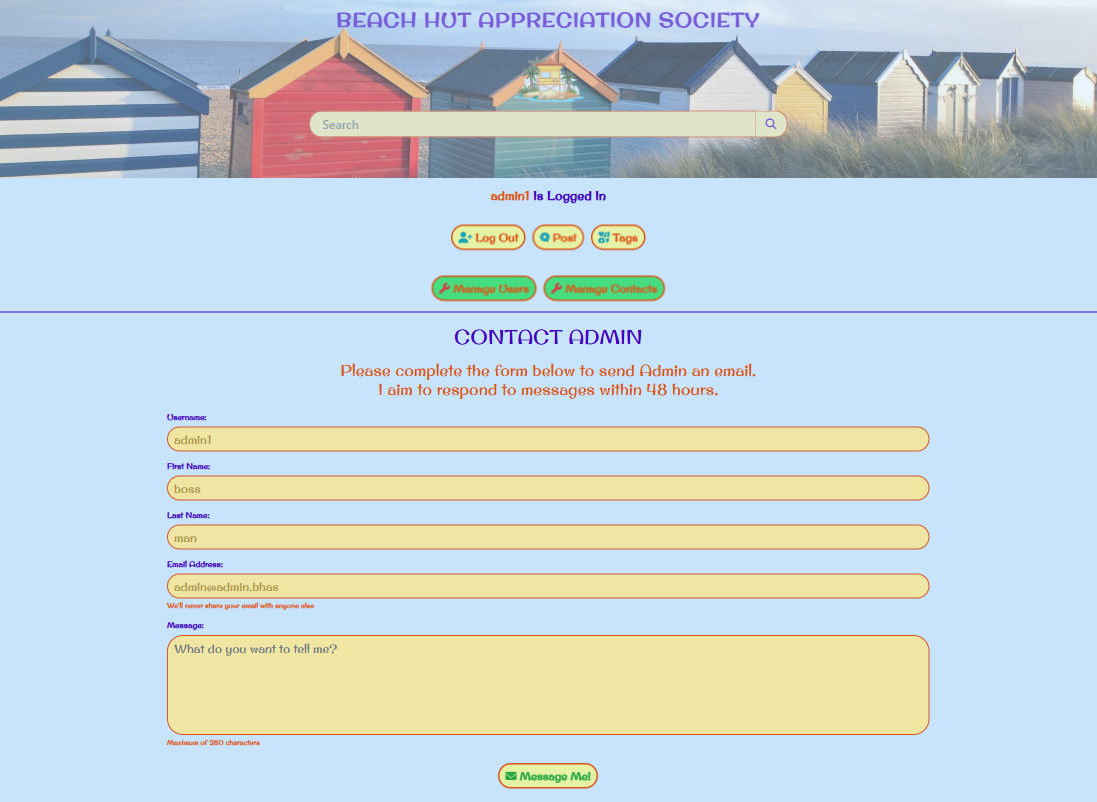 BEACH HUT APPRECIATION SOCIETY
Search
admin1 Is Logged In
Log Out Post Tags
Manage Users Manage Contacts
CONTACT ADMIN
Please complete the form below to send Admin an email.
I aim to respond to messages within 48 hours.
Username:
admin1
First Name:
boss
Last Name:
man
Email Address:
admin@admin.bhas
We'll never share your email with anyone else
Message:
What do you want to tell me?
Maximum of 280 characters
Message Me!